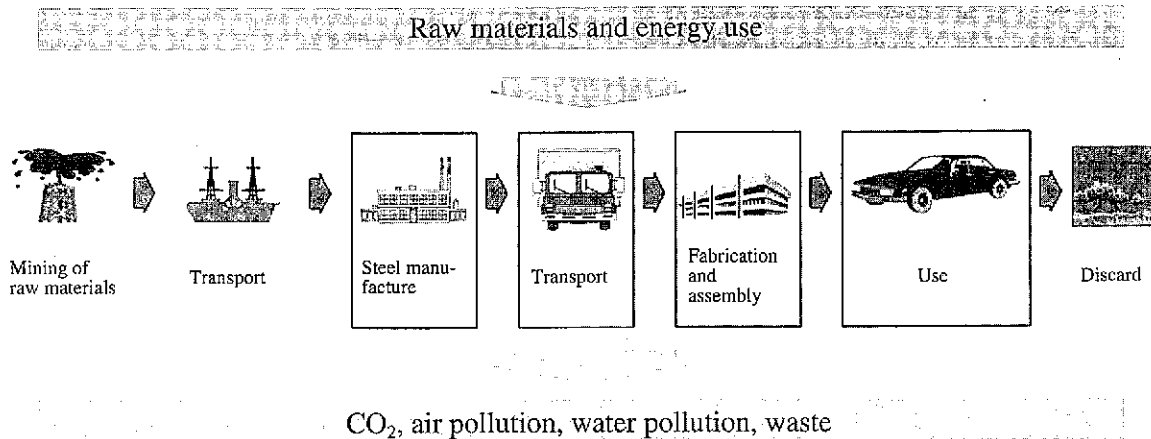 Raw materials and energy use
Mining of
raw materials
Transport
Steel manu-
facture
Transport
Fabrication
and
assembly
Use
Discard
CO₂, air pollution, water pollution, waste